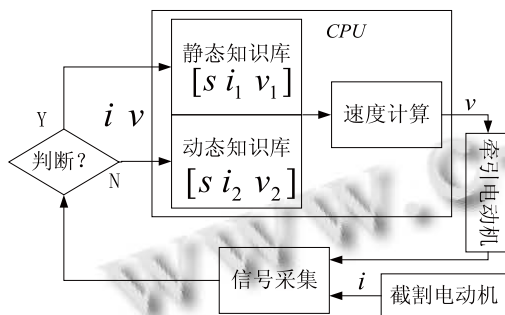 CPU
静态知识库
[s i₁ v₁]
Y
i v
速度计算
v
判断?
N
动态知识库
[s i₂ v₂]
牵引电动机
信号采集
i
截割电动机
www.c